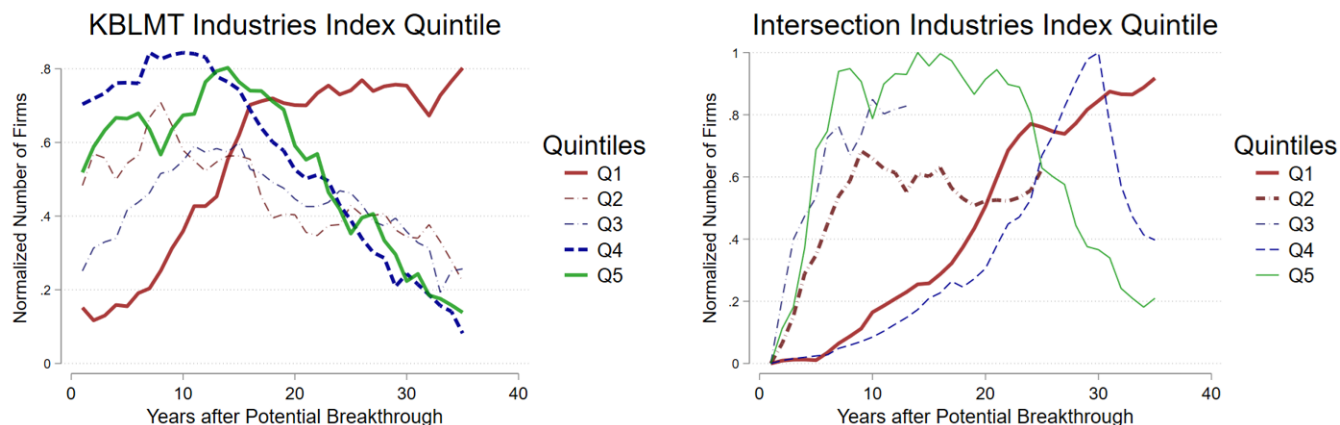 KBLMT Industries Index Quintile
Normalized Number of Firms
.8
.6
.4
.2
0
0 10 20 30 40
Years after Potential Breakthrough
Quintiles
Q1
Q2
Q3
Q4
Q5
Intersection Industries Index Quintile
Normalized Number of Firms
1
.8
.6
.4
.2
0
0 10 20 30 40
Years after Potential Breakthrough
Quintiles
Q1
Q2
Q3
Q4
Q5